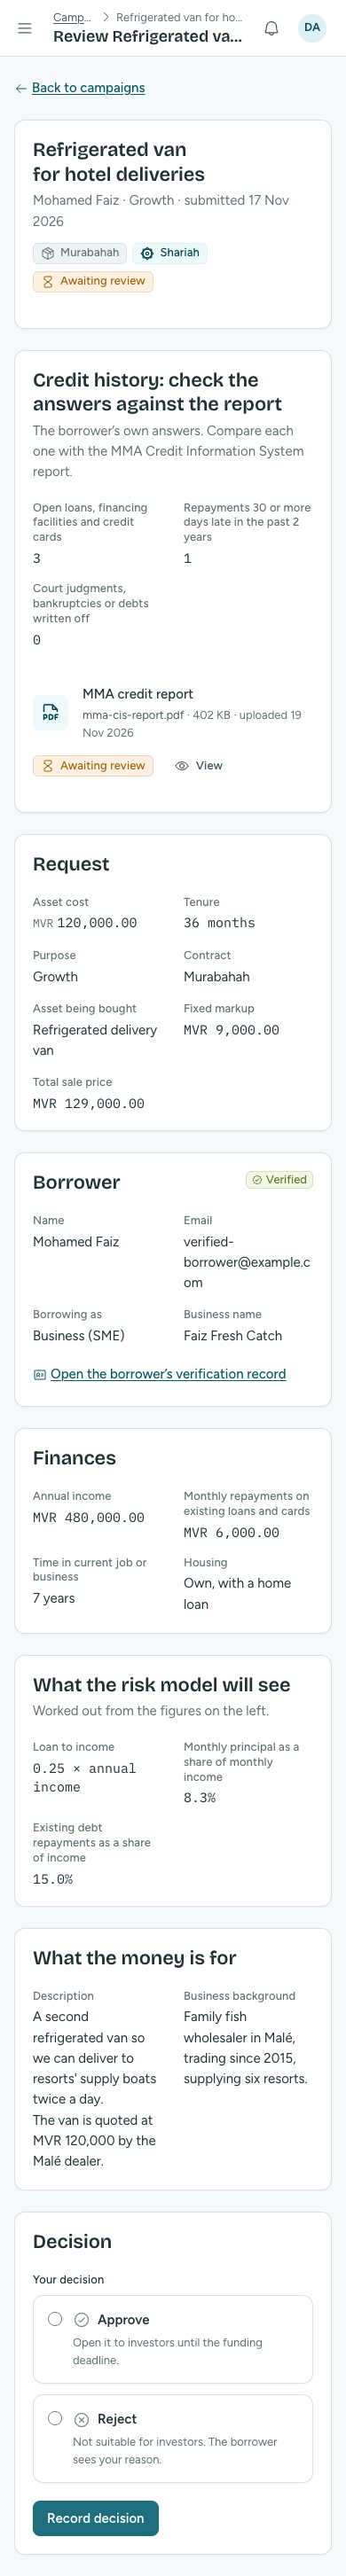 Camp...
Refrigerated van for ho...
Review Refrigerated va...
DA
Back to campaigns
Refrigerated van
for hotel deliveries
Mohamed Faiz · Growth · submitted 17 Nov
2026
Murabahah
Shariah
Awaiting review
Credit history: check the
answers against the report
The borrower’s own answers. Compare each
one with the MMA Credit Information System
report.
Open loans, financing
facilities and credit
cards
3
Repayments 30 or more
days late in the past 2
years
1
Court judgments,
bankruptcies or debts
written off
0
PDF
MMA credit report
mma-cis-report.pdf · 402 KB · uploaded 19
Nov 2026
Awaiting review
View
Request
Asset cost
MVR 120,000.00
Tenure
36 months
Purpose
Growth
Contract
Murabahah
Asset being bought
Refrigerated delivery
van
Fixed markup
MVR 9,000.00
Total sale price
MVR 129,000.00
Borrower
Verified
Name
Mohamed Faiz
Email
verified-
borrower@example.c
om
Borrowing as
Business (SME)
Business name
Faiz Fresh Catch
Open the borrower’s verification record
Finances
Annual income
MVR 480,000.00
Monthly repayments on
existing loans and cards
MVR 6,000.00
Time in current job or
business
7 years
Housing
Own, with a home
loan
What the risk model will see
Worked out from the figures on the left.
Loan to income
0.25 × annual
income
Monthly principal as a
share of monthly
income
8.3%
Existing debt
repayments as a share
of income
15.0%
What the money is for
Description
A second
refrigerated van so
we can deliver to
resorts' supply boats
twice a day.
The van is quoted at
MVR 120,000 by the
Malé dealer.
Business background
Family fish
wholesaler in Malé,
trading since 2015,
supplying six resorts.
Decision
Your decision
Approve
Open it to investors until the funding
deadline.
Reject
Not suitable for investors. The borrower
sees your reason.
Record decision